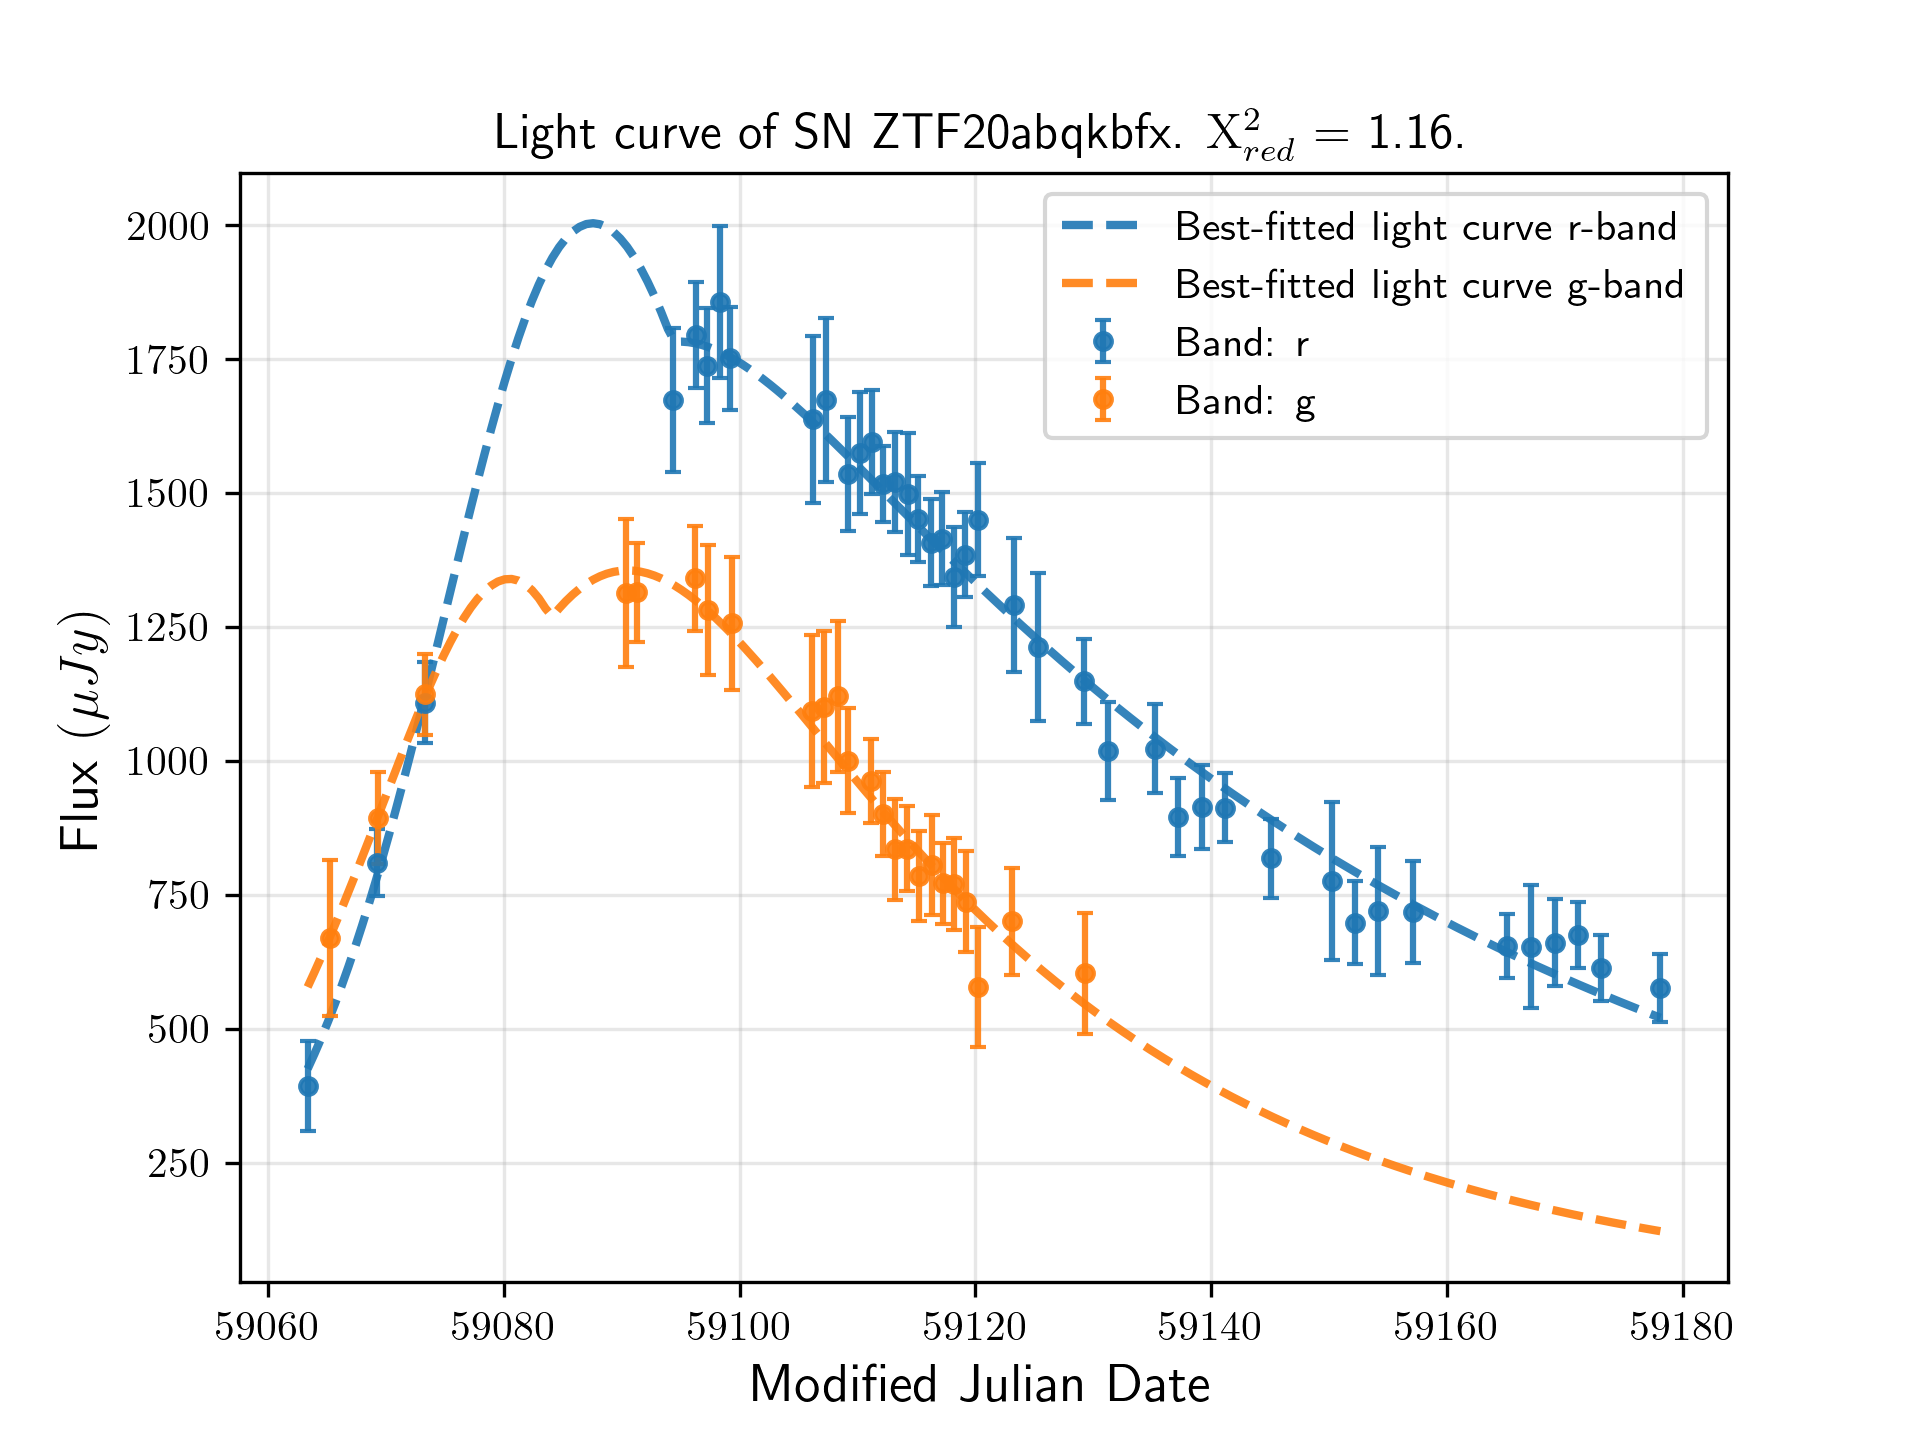 Light curve of SN ZTF20abqkbfx. X²_red = 1.16.
Best-fitted light curve r-band
Best-fitted light curve g-band
Band: r
Band: g
Flux (μJy)
2000
1750
1500
1250
1000
750
500
250
59060 59080 59100 59120 59140 59160 59180
Modified Julian Date